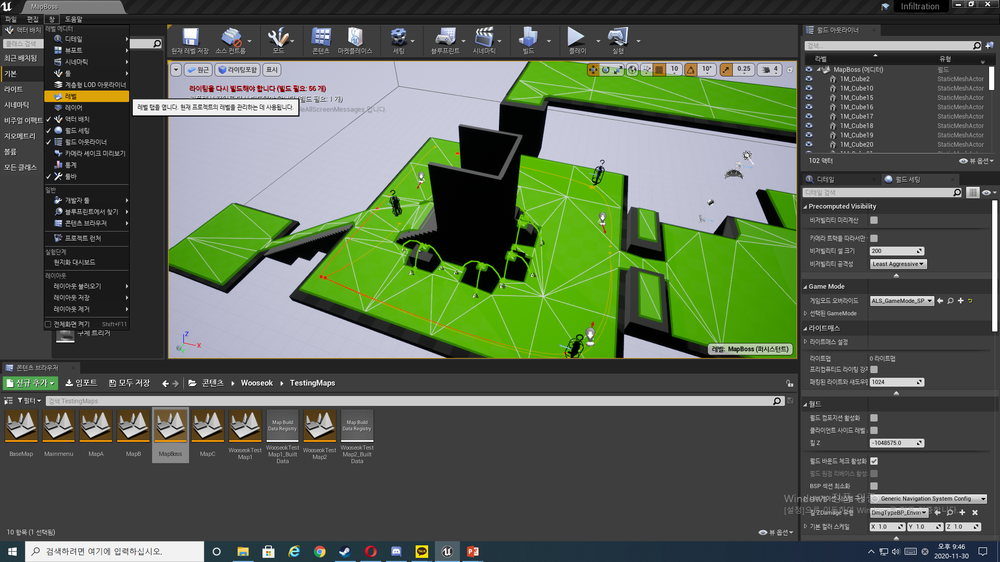 MapBoss
Infiltration
파일 편집 창 도움말
액터 배치
클래스 검색
최근 배치됨
기본
라이트
시네마틱
비주얼 이펙트
지오메트리
볼륨
모든 클래스
레벨 에디터
디테일
뷰포트
시네마틱
툴
계층형 LOD 아웃라이너
레벨
레이어
액터 배치
월드 세팅
월드 아웃라이너
카메라 셰이크 미리보기
통계
툴바
일반
개발자 툴
블루프린트에서 찾기
콘텐츠 브라우저
프로젝트 런처
실험단계
현지화 대시보드
레이아웃
레이아웃 불러오기
레이아웃 저장
레이아웃 제거
전체화면 켜기 Shift+F11
구체 트리거
레벨 탭을 엽니다. 현재 프로젝트의 레벨을 관리하는 데 사용됩니다.
현재 레벨 저장
소스 컨트롤
모드
콘텐츠
마켓플레이스
세팅
블루프린트
시네마틱
빌드
플레이
실행
원근
라이팅포함
표시
10
10°
0.25
4
라이팅을 다시 빌드해야 합니다 (빌드 필요: 56 개)
빌드 필요: 1 개)
leAllScreenMessages 입니다.
Z
X
Y
레벨: MapBoss (퍼시스턴트)
월드 아웃라이너
검색...
라벨 유형
MapBoss (에디터) 월드
1M_Cube2 StaticMeshActor
1M_Cube10 StaticMeshActor
1M_Cube15 StaticMeshActor
1M_Cube16 StaticMeshActor
1M_Cube17 StaticMeshActor
1M_Cube18 StaticMeshActor
1M_Cube19 StaticMeshActor
1M_Cube20 StaticMeshActor
102 액터
뷰 옵션
디테일
월드 세팅
디테일 검색
Precomputed Visibility
비저빌리티 미리계산
카메라 트랙을 따라서만
비저빌리티 셀 크기 200
비저빌리티 공격성 Least Aggressive
Game Mode
게임모드 오버라이드 ALS_GameMode_SP
선택된 GameMode
라이트매스
라이트매스 설정
라이트맵 0 라이트맵
프리컴퓨티드 라이팅 강제
패킹된 라이트와 섀도우맵 1024
월드
월드 컴포지션 활성화
클라이언트 사이드 레벨
킬 Z -1048575.0
월드 바운드 체크 활성화
월드 원점 리베이스 활성화
BSP 섹션 최소화
내비게이션 시스템 구성 Generic Navigation System Config
킬 ZDamage 유형 DmgTypeBP_Envir
기본 컬러 스케일 X 1.0 Y 1.0 Z 1.0
Windows 정품 인증
[설정]으로 이동하여 Windows를 정품 인증합니다.
콘텐츠 브라우저
신규 추가
임포트
모두 저장
콘텐츠
Wooseok
TestingMaps
필터
검색 TestingMaps
Map Build
Data Registry
Map Build
Data Registry
BaseMap
Mainmenu
MapA
MapB
MapBoss
MapC
WooseokTest
Map1
WooseokTest
Map1_Built
Data
WooseokTest
Map2
WooseokTest
Map2_Built
Data
10 항목 (1 선택됨)
뷰 옵션
검색하려면 여기에 입력하십시오.
TALK
오후 9:46
2020-11-30